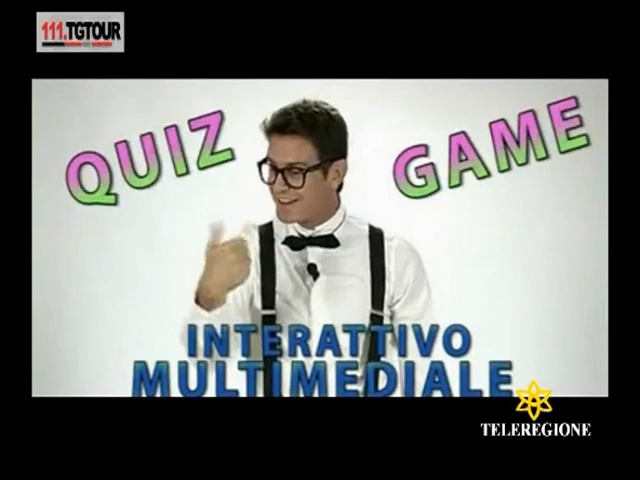 111.TGTOUR
QUIZ GAME
INTERATTIVO
MULTIMEDIALE
TELEREGIONE